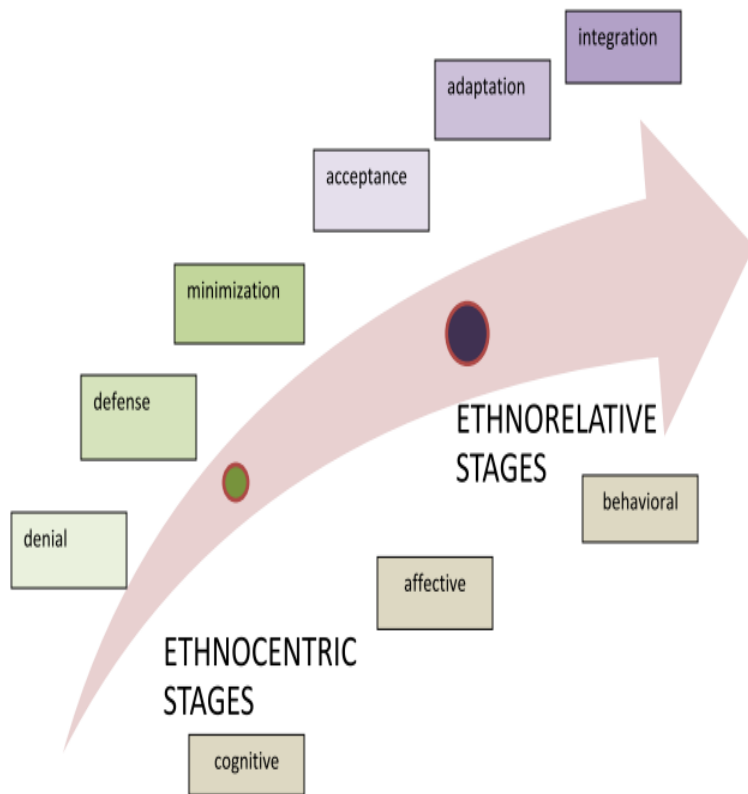 integration
adaptation
acceptance
minimization
defense
denial
ETHNORELATIVE
STAGES
behavioral
affective
ETHNOCENTRIC
STAGES
cognitive